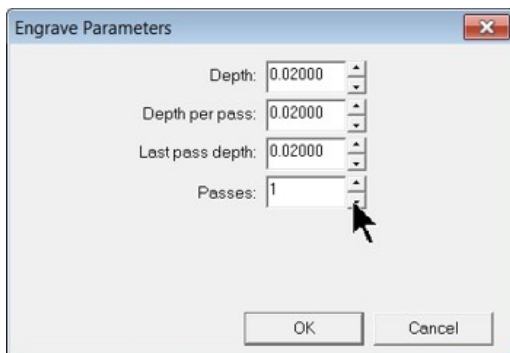 Engrave Parameters
Depth: 0.02000
Depth per pass: 0.02000
Last pass depth: 0.02000
Passes: 1
OK Cancel